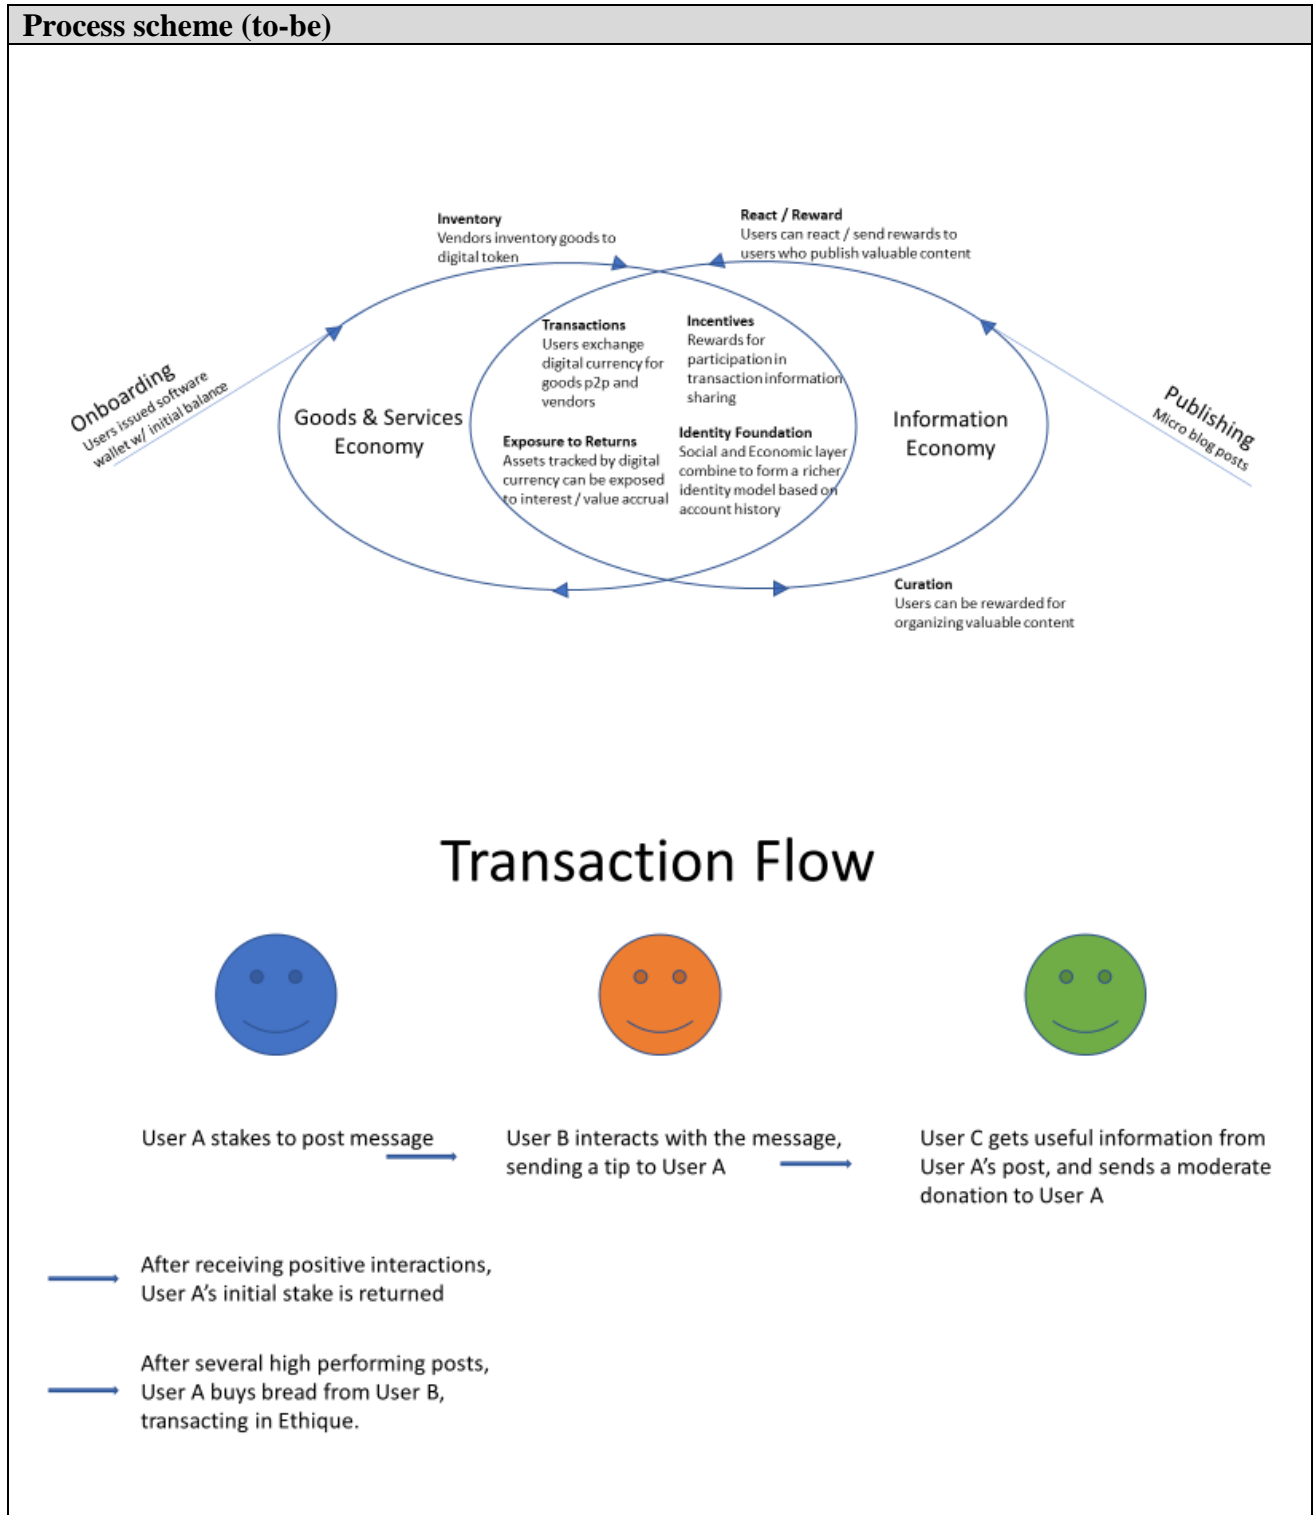 Process scheme (to-be)
Inventory
Vendors inventory goods to
digital token
React / Reward
Users can react / send rewards to
users who publish valuable content
Onboarding
Users issued software
wallet w/ initial balance
Goods & Services
Economy
Transactions
Users exchange
digital currency for
goods p2p and
vendors
Incentives
Rewards for
participation in
transaction information
sharing
Exposure to Returns
Assets tracked by digital
currency can be exposed
to interest / value accrual
Identity Foundation
Social and Economic layer
combine to form a richer
identity model based on
account history
Information
Economy
Publishing
Micro blog posts
Curation
Users can be rewarded for
organizing valuable content
Transaction Flow
User A stakes to post message
User B interacts with the message,
sending a tip to User A
User C gets useful information from
User A's post, and sends a moderate
donation to User A
After receiving positive interactions,
User A's initial stake is returned
After several high performing posts,
User A buys bread from User B,
transacting in Ethique.